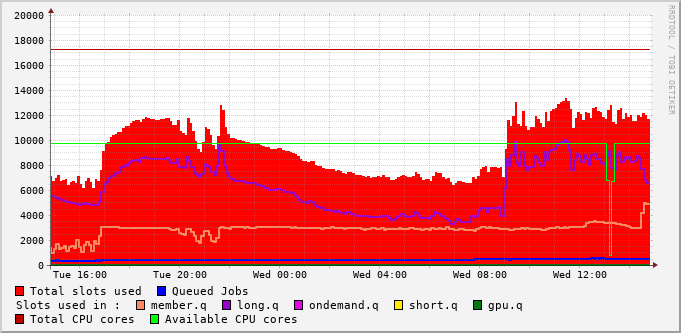 20000
18000
16000
14000
12000
10000
8000
6000
4000
2000
0
Tue 16:00 Tue 20:00 Wed 00:00 Wed 04:00 Wed 08:00 Wed 12:00
RRDTOOL / TOBI OETIKER
Total slots used Queued Jobs
Slots used in : member.q long.q ondemand.q short.q gpu.q
Total CPU cores Available CPU cores